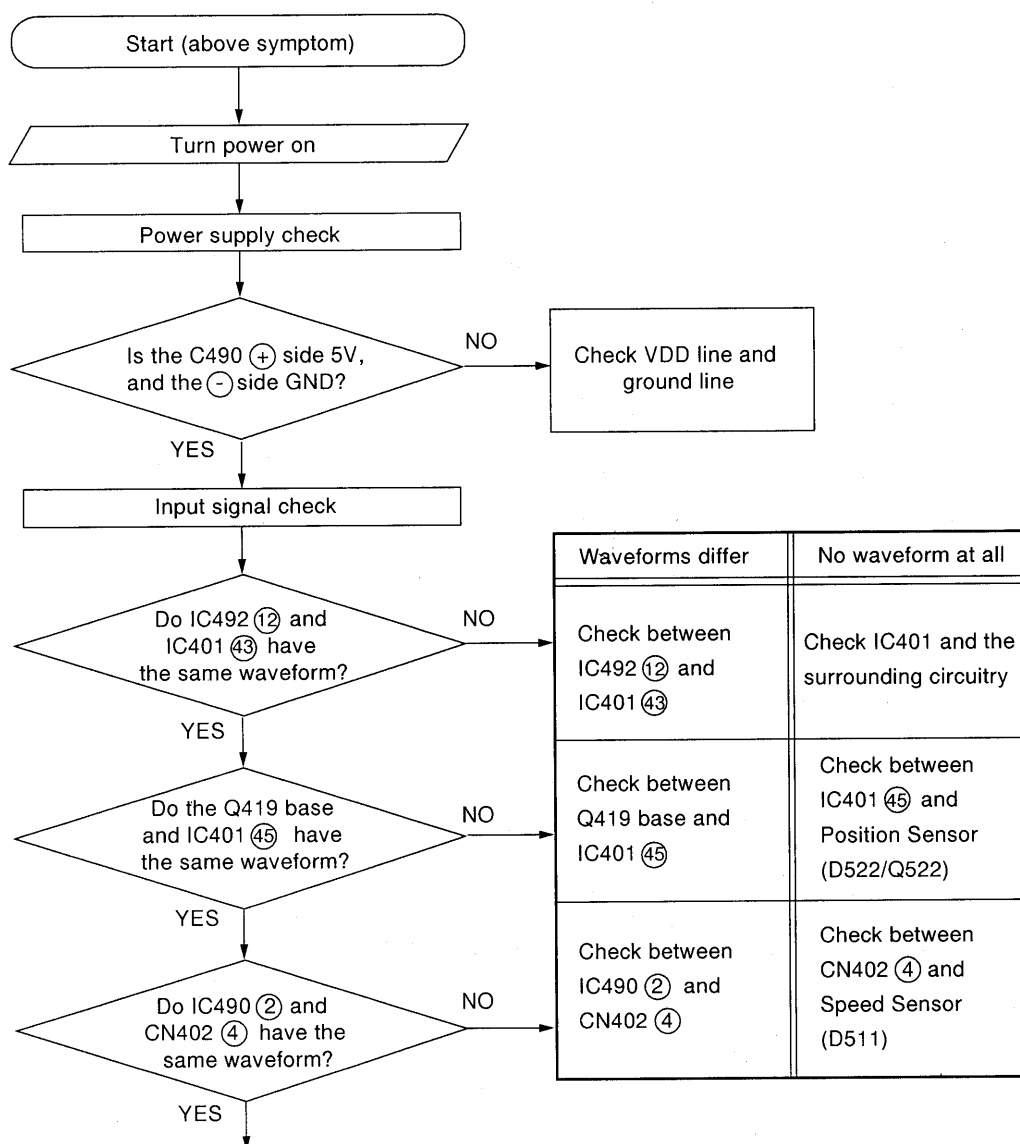 Start (above symptom)
Turn power on
Power supply check
Is the C490 ⊕ side 5V,
and the ⊖ side GND?
NO
Check VDD line and
ground line
YES
Input signal check
Do IC492 ⑫ and
IC401 ㊸ have
the same waveform?
NO
YES
Do the Q419 base
and IC401 ㊺ have
the same waveform?
NO
YES
Do IC490 ② and
CN402 ④ have the
same waveform?
NO
YES
Waveforms differ
No waveform at all
Check between
IC492 ⑫ and
IC401 ㊸
Check IC401 and the
surrounding circuitry
Check between
Q419 base and
IC401 ㊺
Check between
IC401 ㊺ and
Position Sensor
(D522/Q522)
Check between
IC490 ② and
CN402 ④
Check between
CN402 ④ and
Speed Sensor
(D511)